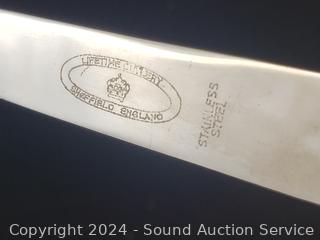 LIFETIME CUTLERY
SHEFFIELD, ENGLAND
STAINLESS
STEEL
Copyright 2024 - Sound Auction Service